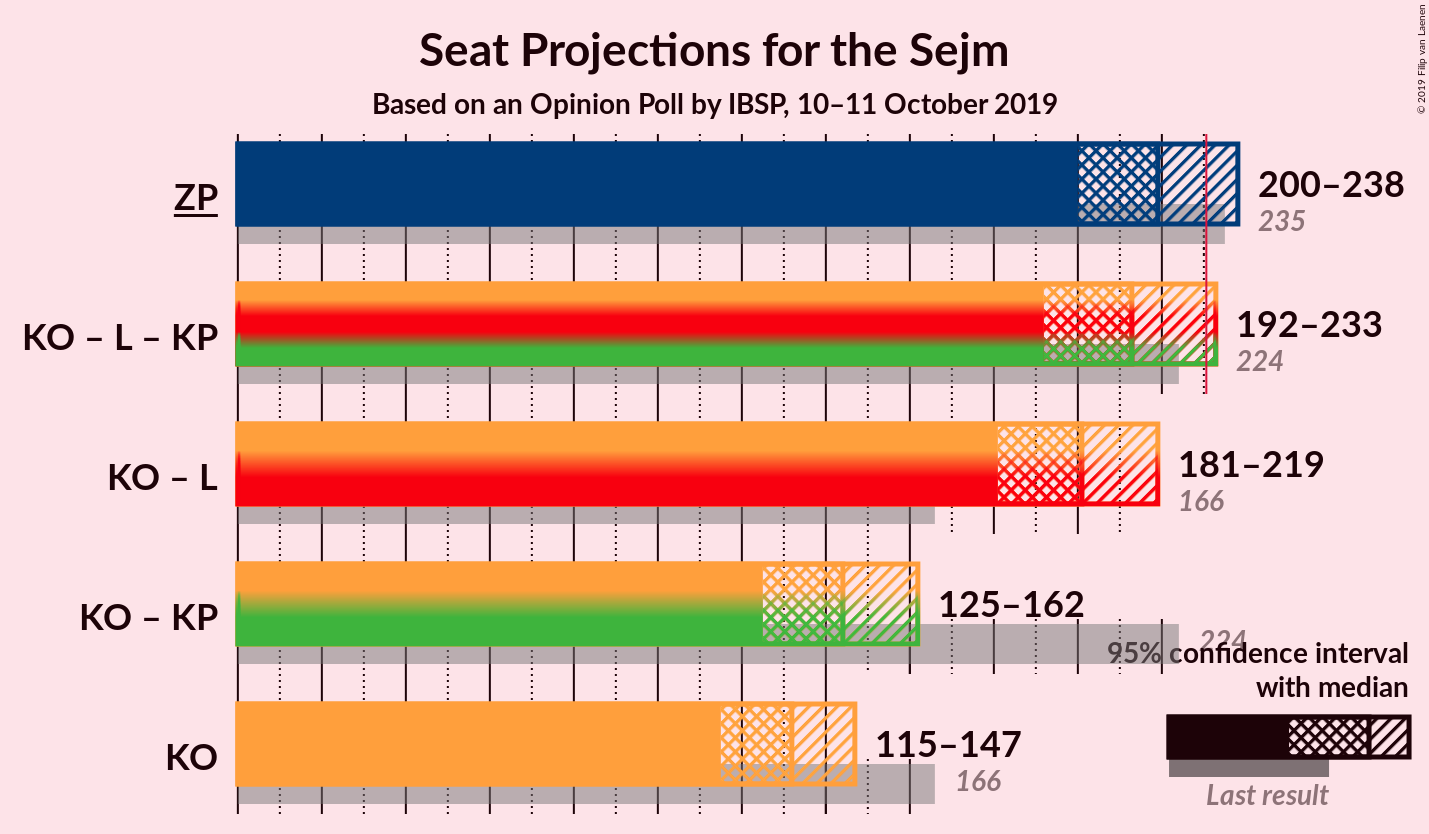 Seat Projections for the Sejm
Based on an Opinion Poll by IBSP, 10–11 October 2019
© 2019 Filip van Laenen
ZP
200–238
235
KO – L – KP
192–233
224
KO – L
181–219
166
KO – KP
125–162
224
KO
115–147
166
95% confidence interval
with median
Last result